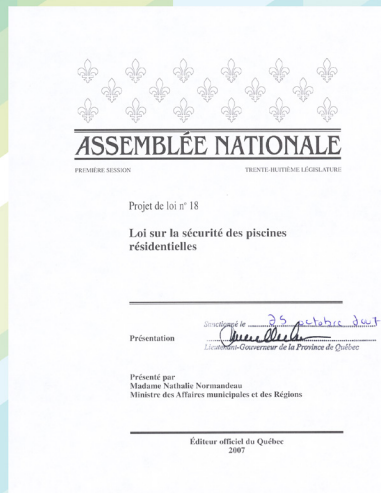 ASSEMBLÉE NATIONALE
PREMIÈRE SESSION TRENTE-HUITIÈME LÉGISLATURE
Projet de loi n° 18
Loi sur la sécurité des piscines
résidentielles
Sanctionné le 25 octobre
Présentation
Lieutenant-Gouverneur de la Province de Québec
Présenté par
Madame Nathalie Normandeau
Ministre des Affaires municipales et des Régions
Éditeur officiel du Québec
2007